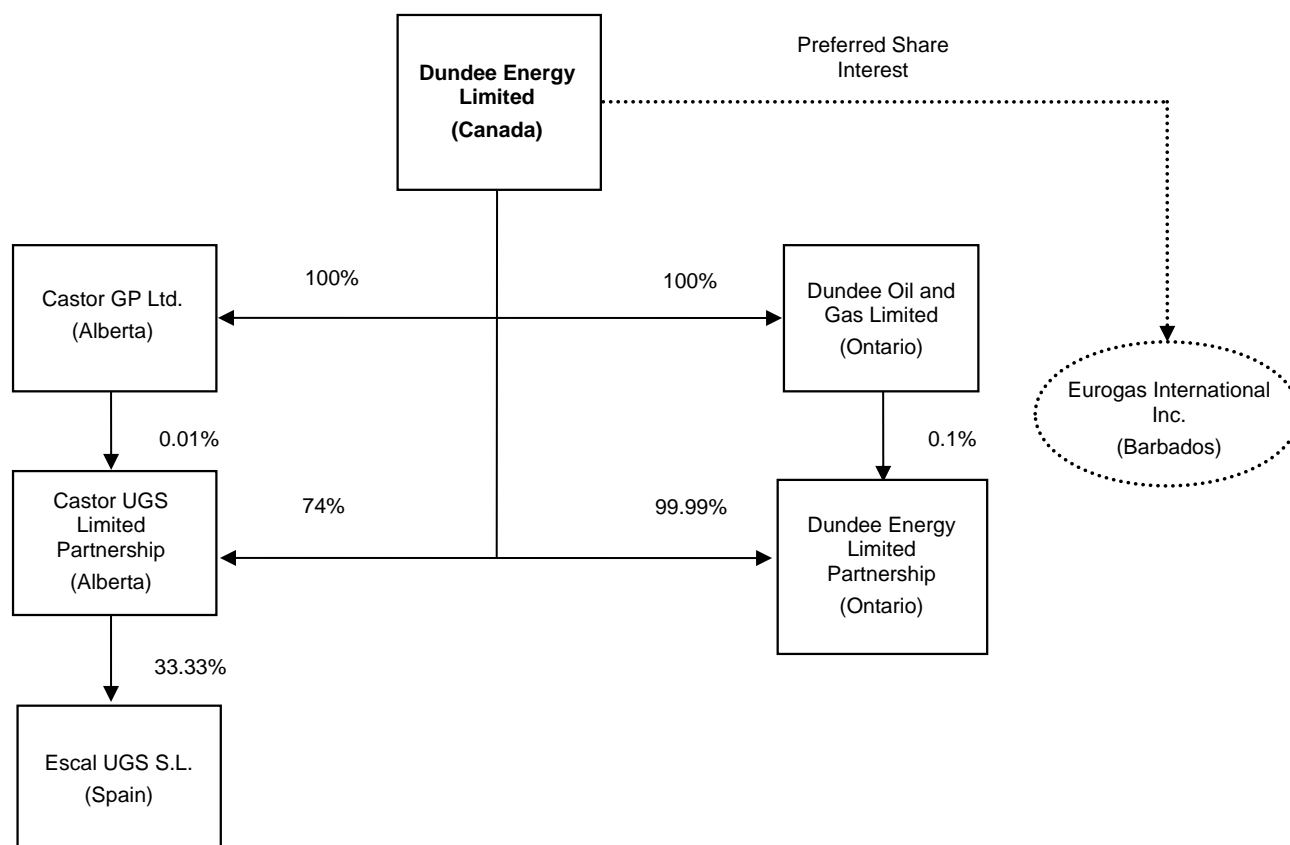 Preferred Share
Interest
Dundee Energy
Limited
(Canada)
100%
100%
Castor GP Ltd.
(Alberta)
Dundee Oil and
Gas Limited
(Ontario)
Eurogas International
Inc.
(Barbados)
0.01%
0.1%
Castor UGS
Limited
Partnership
(Alberta)
74%
99.99%
Dundee Energy
Limited
Partnership
(Ontario)
33.33%
Escal UGS S.L.
(Spain)